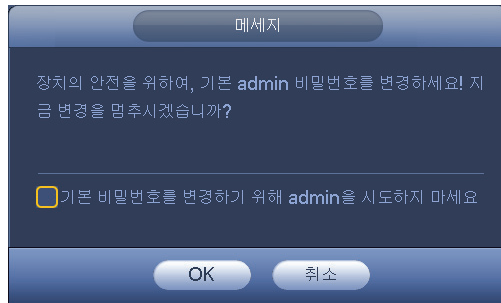 메세지
장치의 안전을 위하여, 기본 admin 비밀번호를 변경하세요! 지
금 변경을 멈추시겠습니까?
기본 비밀번호를 변경하기 위해 admin을 시도하지 마세요
OK 취소